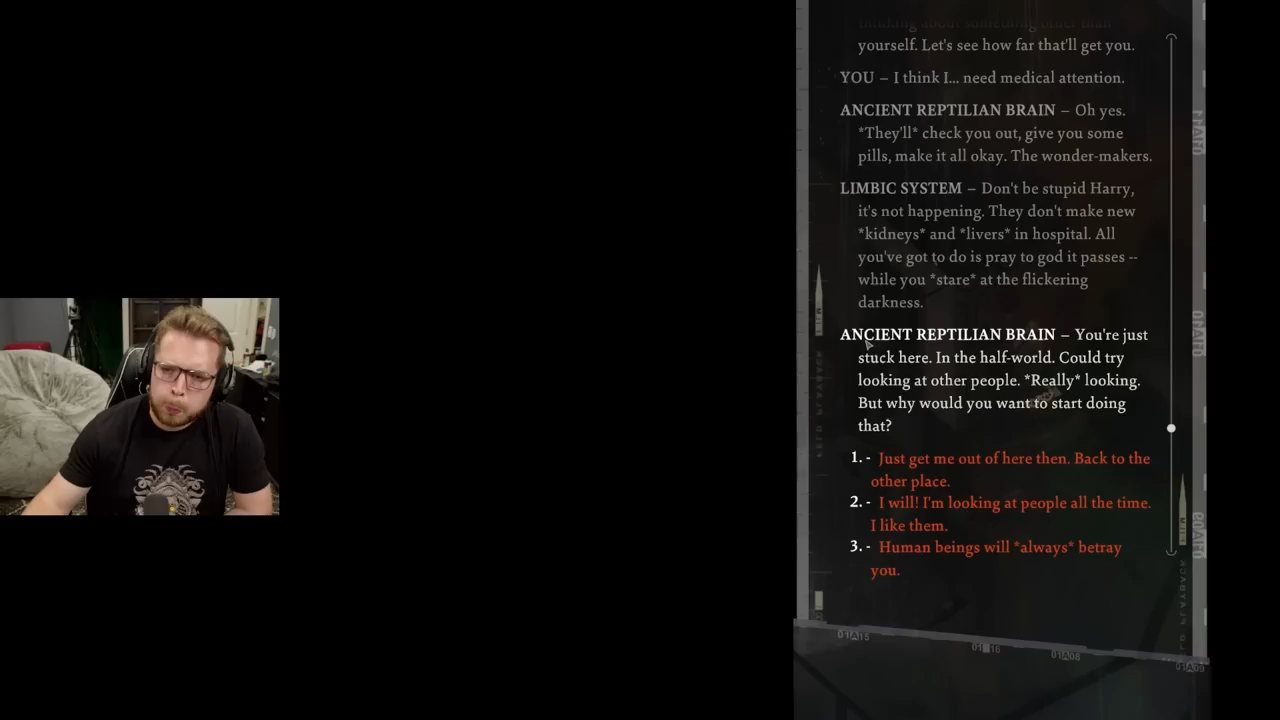 thinking about something older than
yourself. Let's see how far that'll get you.
YOU – I think I... need medical attention.
ANCIENT REPTILIAN BRAIN – Oh yes.
*They'll* check you out, give you some
pills, make it all okay. The wonder-makers.
LIMBIC SYSTEM – Don't be stupid Harry,
it's not happening. They don't make new
*kidneys* and *livers* in hospital. All
you've got to do is pray to god it passes --
while you *stare* at the flickering
darkness.
ANCIENT REPTILIAN BRAIN – You're just
stuck here. In the half-world. Could try
looking at other people. *Really* looking.
But why would you want to start doing
that?
1. - Just get me out of here then. Back to the
other place.
2. - I will! I'm looking at people all the time.
I like them.
3. - Human beings will *always* betray
you.